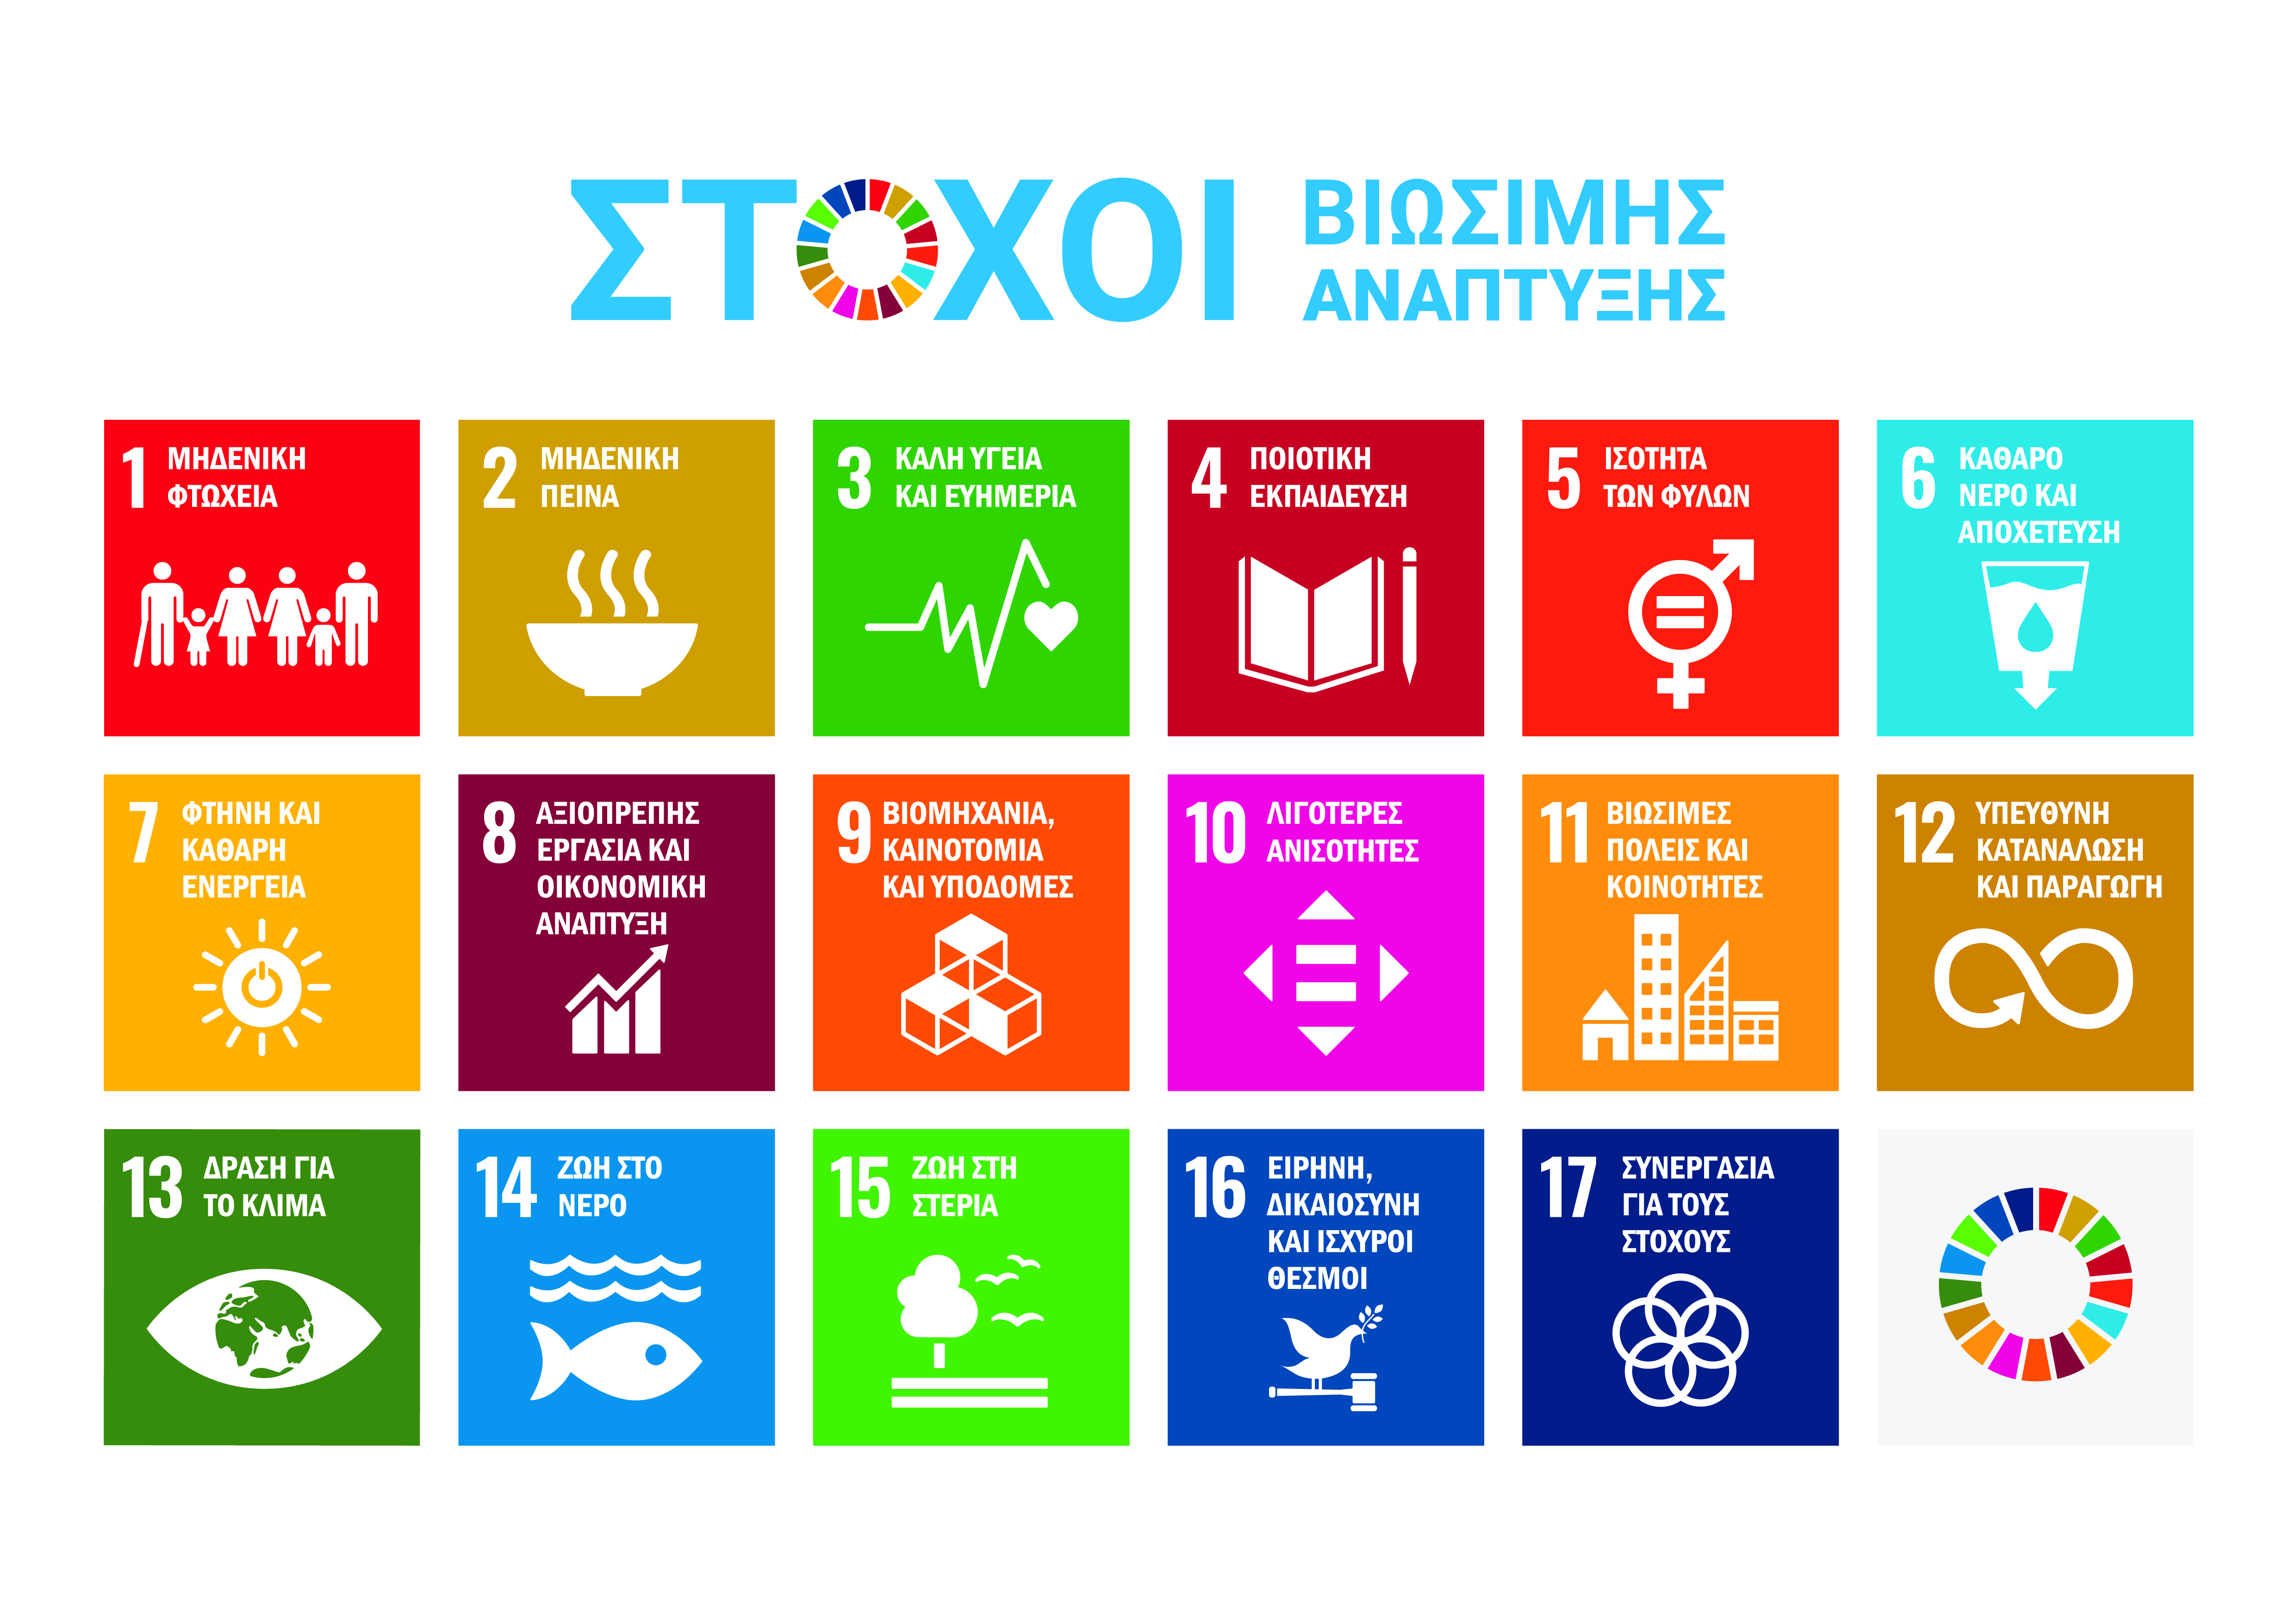 ΣΤΟΧΟΙ ΒΙΩΣΙΜΗΣ
ΑΝΑΠΤΥΞΗΣ
1 ΜΗΔΕΝΙΚΗ
ΦΤΩΧΕΙΑ
2 ΜΗΔΕΝΙΚΗ
ΠΕΙΝΑ
3 ΚΑΛΗ ΥΓΕΙΑ
ΚΑΙ ΕΥΗΜΕΡΙΑ
4 ΠΟΙΟΤΙΚΗ
ΕΚΠΑΙΔΕΥΣΗ
5 ΙΣΟΤΗΤΑ
ΤΩΝ ΦΥΛΩΝ
6 ΚΑΘΑΡΟ
ΝΕΡΟ ΚΑΙ
ΑΠΟΧΕΤΕΥΣΗ
7 ΦΤΗΝΗ ΚΑΙ
ΚΑΘΑΡΗ
ΕΝΕΡΓΕΙΑ
8 ΑΞΙΟΠΡΕΠΗΣ
ΕΡΓΑΣΙΑ ΚΑΙ
ΟΙΚΟΝΟΜΙΚΗ
ΑΝΑΠΤΥΞΗ
9 ΒΙΟΜΗΧΑΝΙΑ,
ΚΑΙΝΟΤΟΜΙΑ
ΚΑΙ ΥΠΟΔΟΜΕΣ
10 ΛΙΓΟΤΕΡΕΣ
ΑΝΙΣΟΤΗΤΕΣ
11 ΒΙΩΣΙΜΕΣ
ΠΟΛΕΙΣ ΚΑΙ
ΚΟΙΝΟΤΗΤΕΣ
12 ΥΠΕΥΘΥΝΗ
ΚΑΤΑΝΑΛΩΣΗ
ΚΑΙ ΠΑΡΑΓΩΓΗ
13 ΔΡΑΣΗ ΓΙΑ
ΤΟ ΚΛΙΜΑ
14 ΖΩΗ ΣΤΟ
ΝΕΡΟ
15 ΖΩΗ ΣΤΗ
ΣΤΕΡΙΑ
16 ΕΙΡΗΝΗ,
ΔΙΚΑΙΟΣΥΝΗ
ΚΑΙ ΙΣΧΥΡΟΙ
ΘΕΣΜΟΙ
17 ΣΥΝΕΡΓΑΣΙΑ
ΓΙΑ ΤΟΥΣ
ΣΤΟΧΟΥΣ